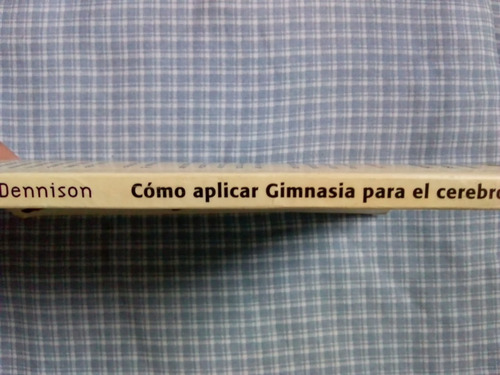 Dennison Cómo aplicar Gimnasia para el cerebro